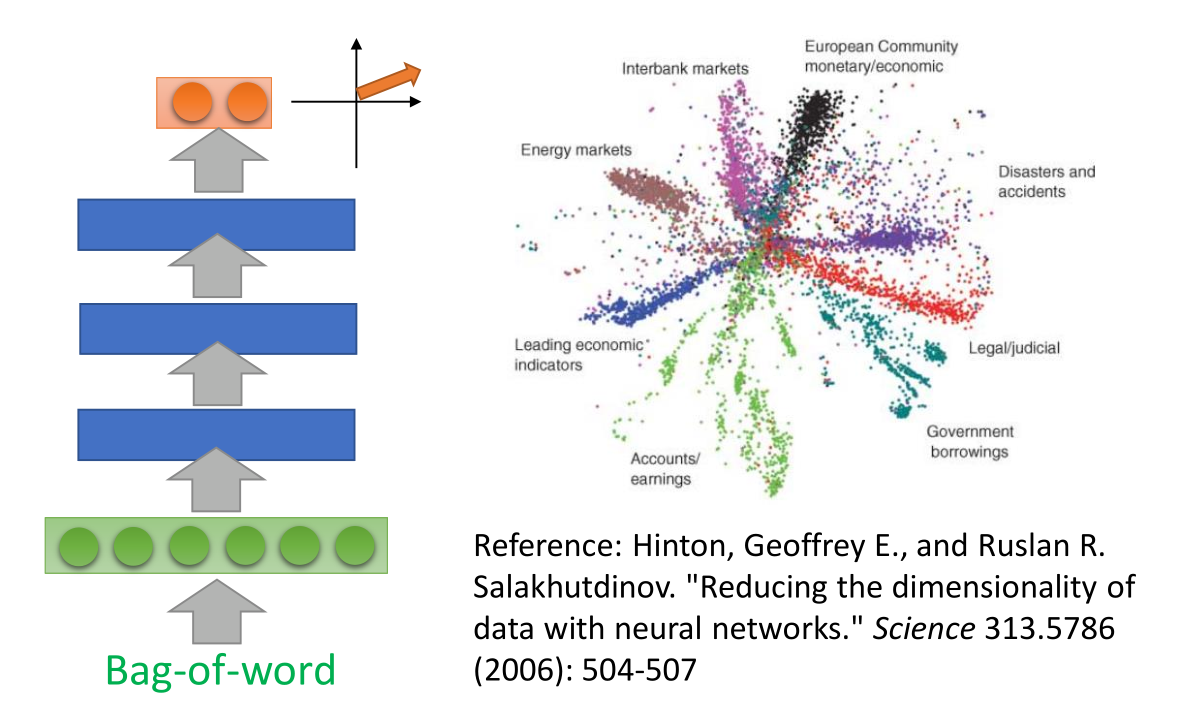 European Community
monetary/economic
Interbank markets
Energy markets
Disasters and
accidents
Leading economic
indicators
Legal/judicial
Government
borrowings
Accounts/
earnings
Reference: Hinton, Geoffrey E., and Ruslan R.
Salakhutdinov. "Reducing the dimensionality of
data with neural networks." Science 313.5786
(2006): 504-507
Bag-of-word